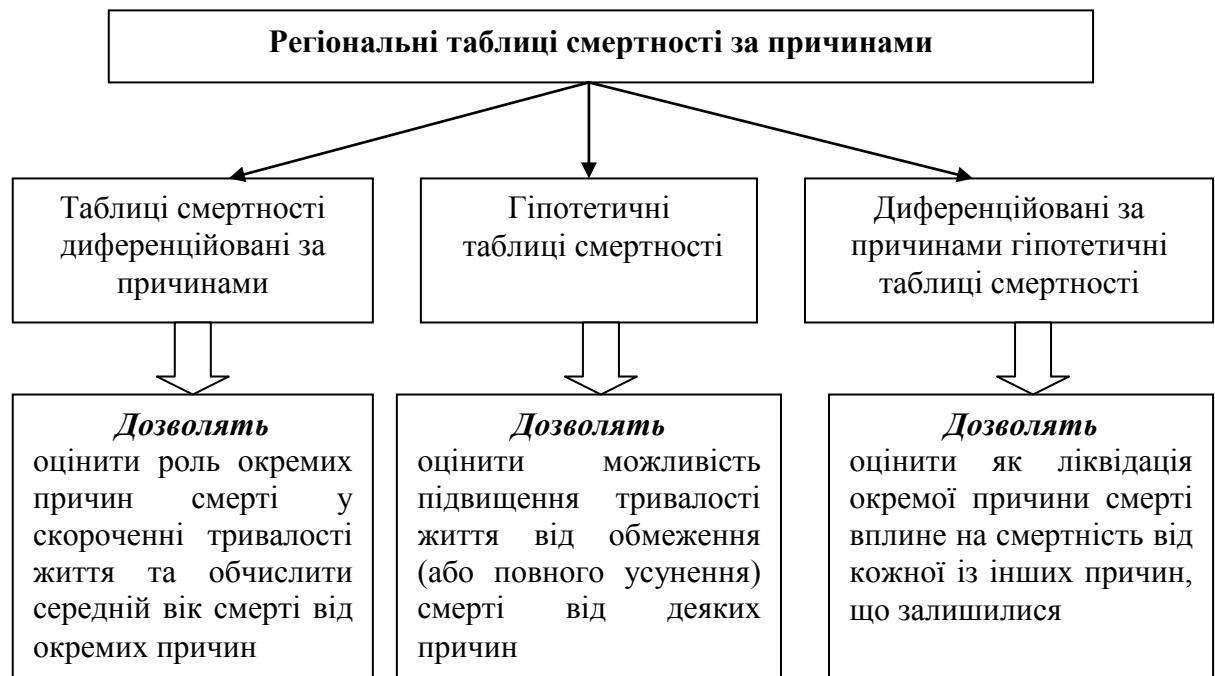 Регіональні таблиці смертності за причинами
Таблиці смертності
диференційовані за
причинами
Гіпотетичні
таблиці смертності
Диференційовані за
причинами гіпотетичні
таблиці смертності
Дозволять
оцінити роль окремих
причин смерті у
скороченні тривалості
життя та обчислити
середній вік смерті від
окремих причин
Дозволять
оцінити можливість
підвищення тривалості
життя від обмеження
(або повного усунення)
смерті від деяких
причин
Дозволять
оцінити як ліквідація
окремої причини смерті
вплине на смертність від
кожної із інших причин,
що залишилися